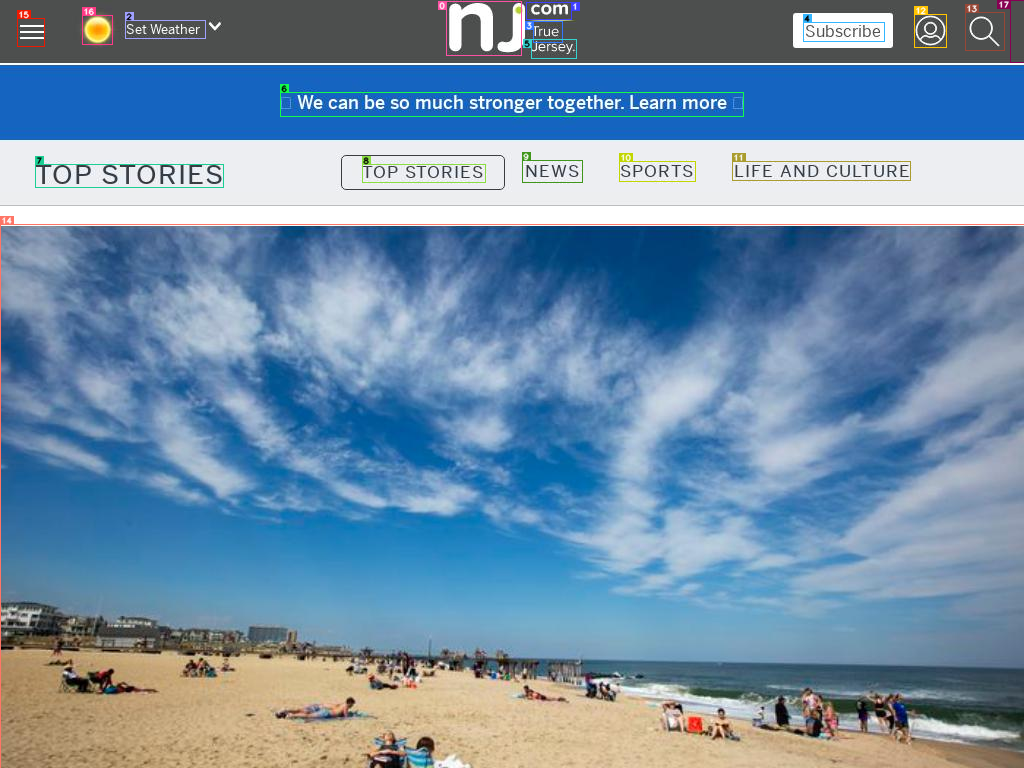 Set Weather
nj
com
True
Jersey.
Subscribe
We can be so much stronger together. Learn more
TOP STORIES
TOP STORIES
NEWS
SPORTS
LIFE AND CULTURE
0
1
2
3
4
5
6
7
8
9
10
11
12
13
14
15
16
17